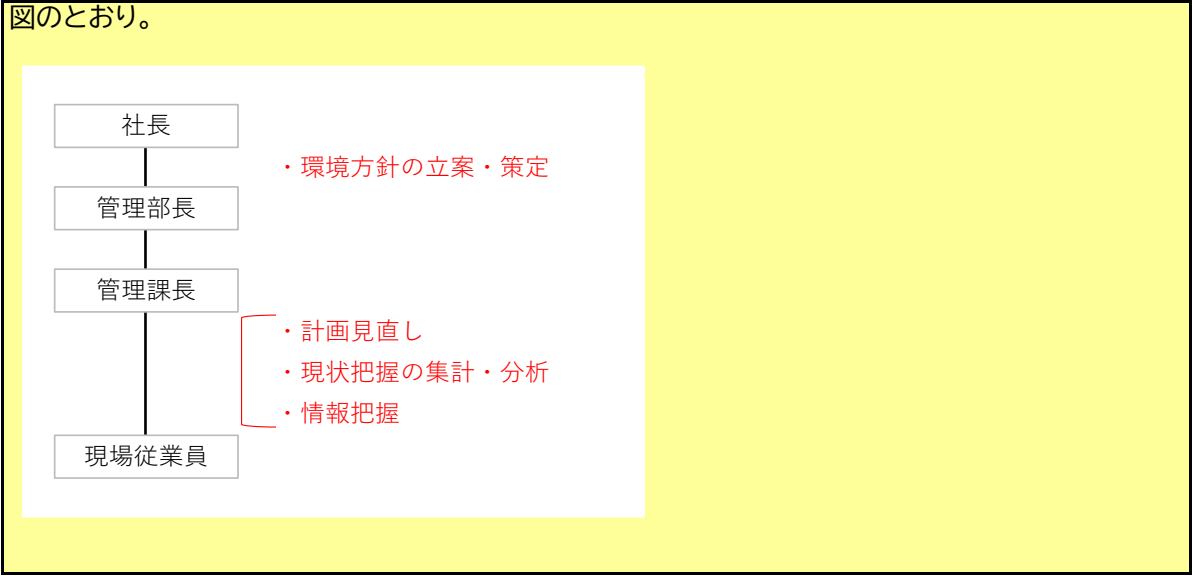 図のとおり。
社長
・環境方針の立案・策定
管理部長
管理課長
・計画見直し
・現状把握の集計・分析
・情報把握
現場従業員